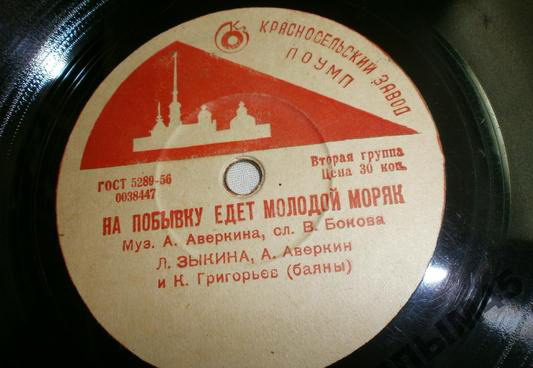 КРАСНОСЕЛЬСКИЙ ЗАВОД
ПОУМП
ГОСТ 5289-56
0038447
Вторая группа
Цена 30 коп.
НА ПОБЫВКУ ЕДЕТ МОЛОДОЙ МОРЯК
Муз. А. Аверкина, сл. В. Бокова
Л. ЗЫКИНА, А. Аверкин
и К. Григорьев (баяны)